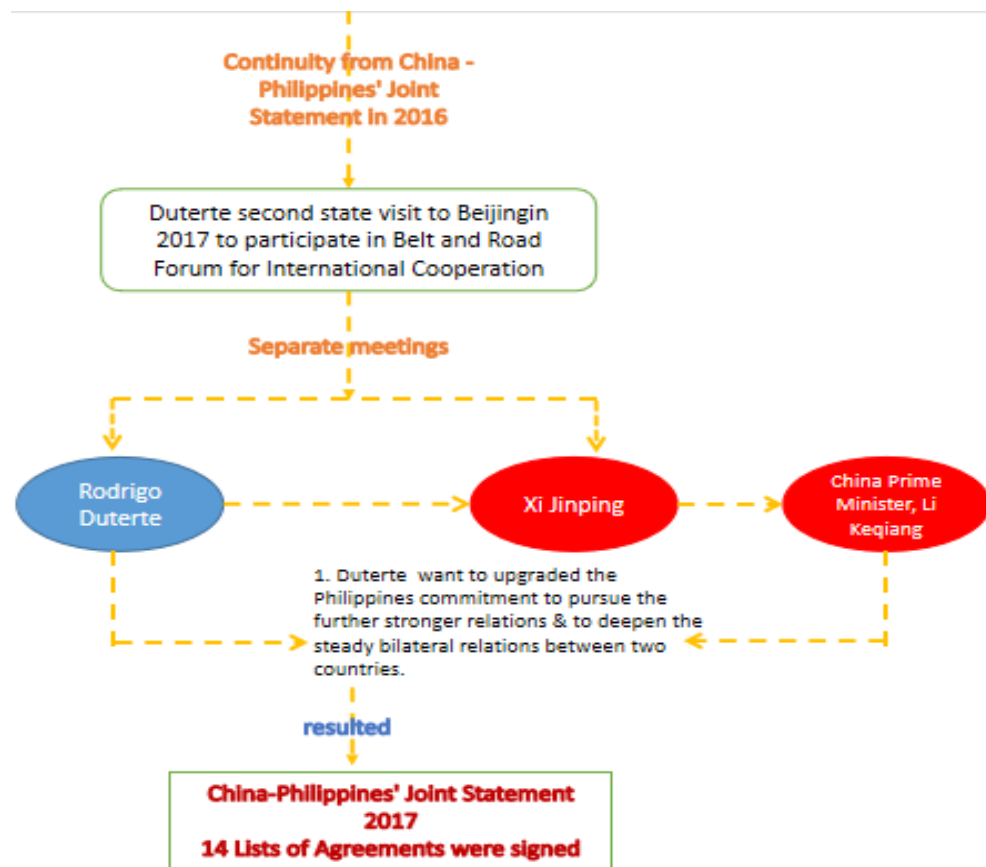 Continuity from China -
Philippines' Joint
Statement in 2016
Duterte second state visit to Beijingin
2017 to participate in Belt and Road
Forum for International Cooperation
Separate meetings
Rodrigo
Duterte
Xi Jinping
China Prime
Minister, Li
Keqiang
1. Duterte want to upgraded the
Philippines commitment to pursue the
further stronger relations & to deepen the
steady bilateral relations between two
countries.
resulted
China-Philippines' Joint Statement
2017
14 Lists of Agreements were signed